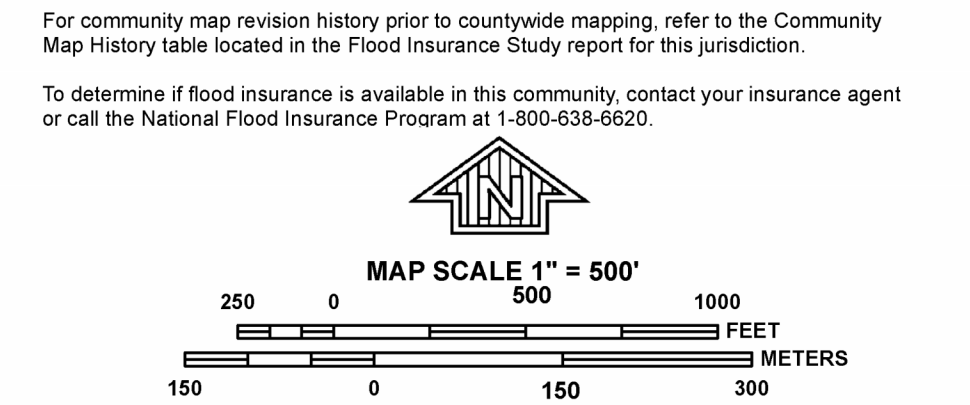 For community map revision history prior to countywide mapping, refer to the Community
Map History table located in the Flood Insurance Study report for this jurisdiction.
To determine if flood insurance is available in this community, contact your insurance agent
or call the National Flood Insurance Program at 1-800-638-6620.
N
MAP SCALE 1" = 500'
250 0 500 1000
FEET
METERS
150 0 150 300